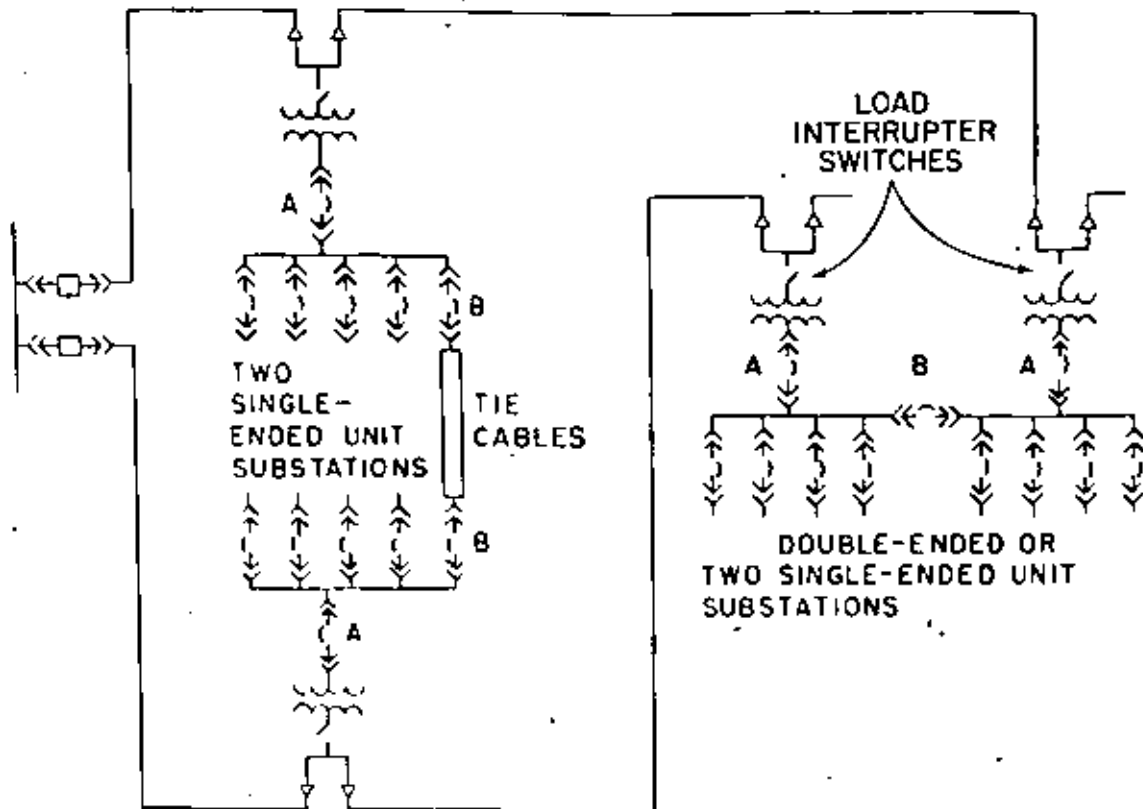 LOAD
INTERRUPTER
SWITCHES
A
B
TWO
SINGLE-
ENDED UNIT
SUBSTATIONS
TIE
CABLES
B
A
A
B
A
DOUBLE-ENDED OR
TWO SINGLE-ENDED UNIT
SUBSTATIONS